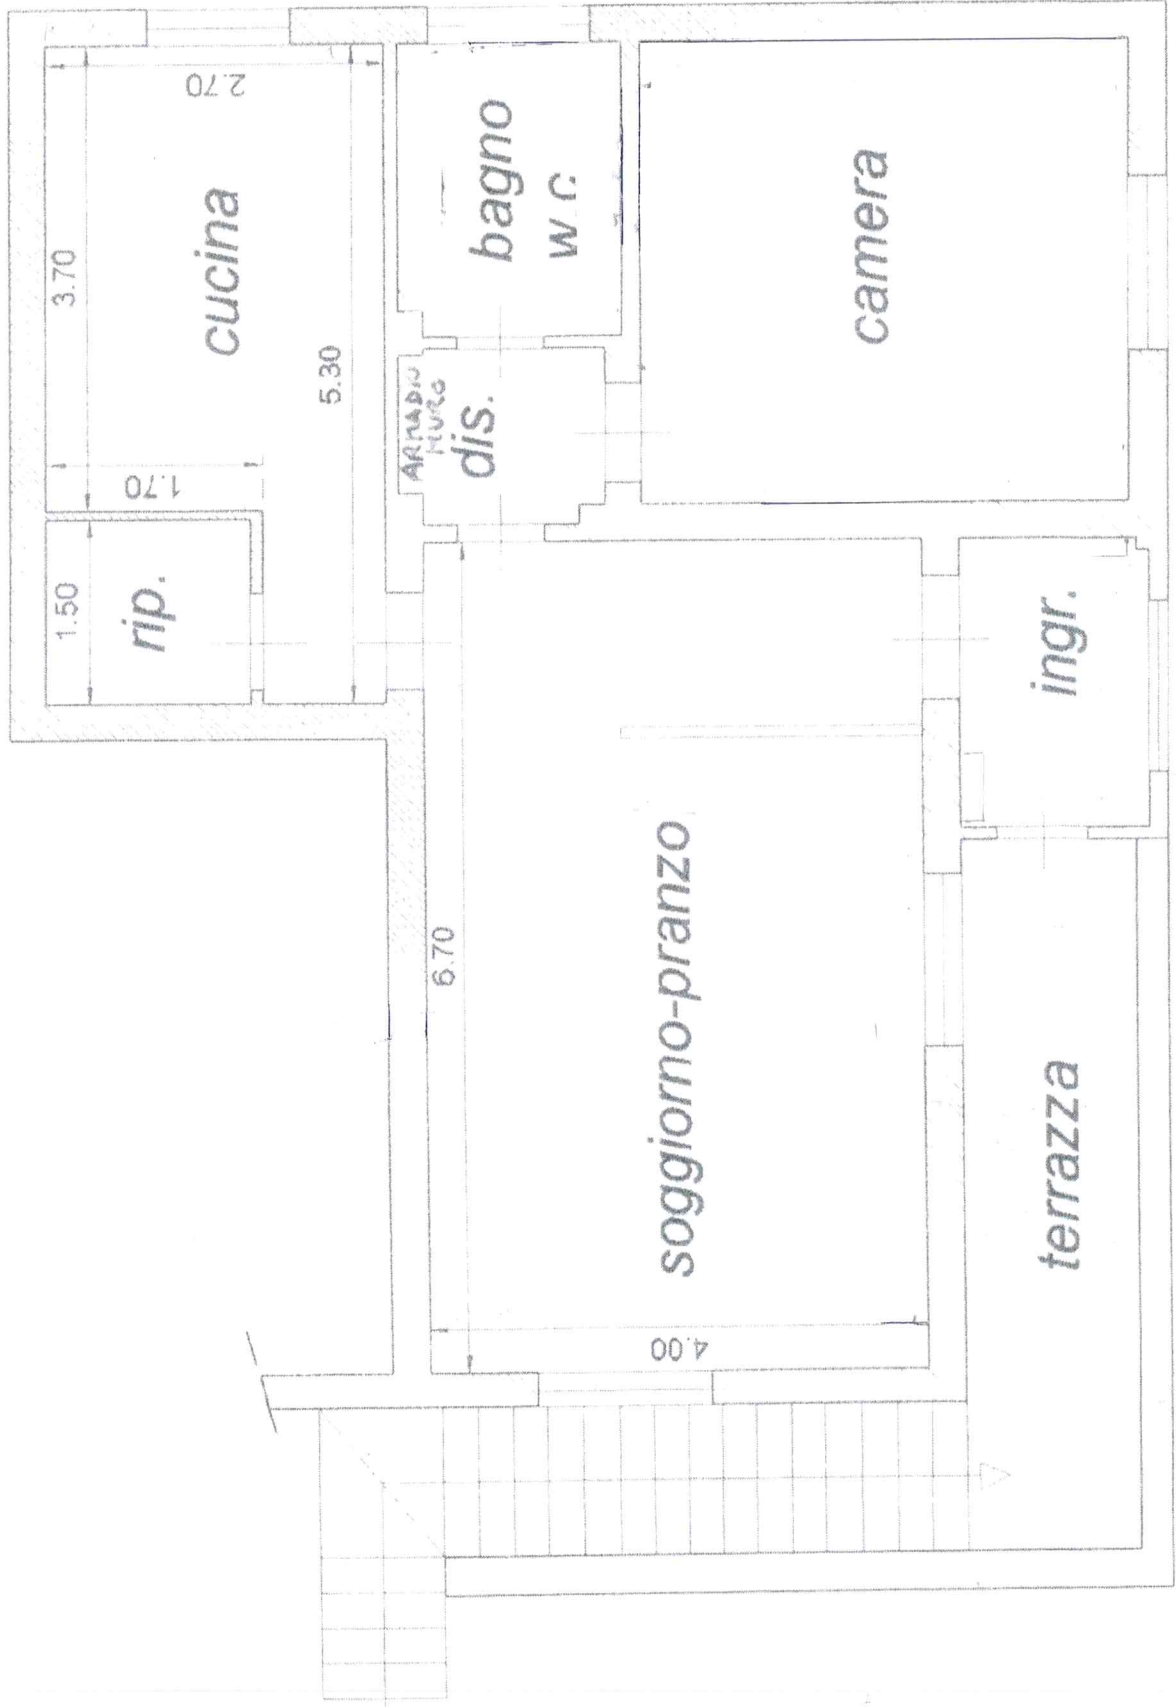 3.70
2.70
cucina
5.30
1.70
1.50
rip.
bagno
w c.
ARMADIO
MURO
dis.
camera
ingr.
6.70
soggiorno-pranzo
4.00
terrazza